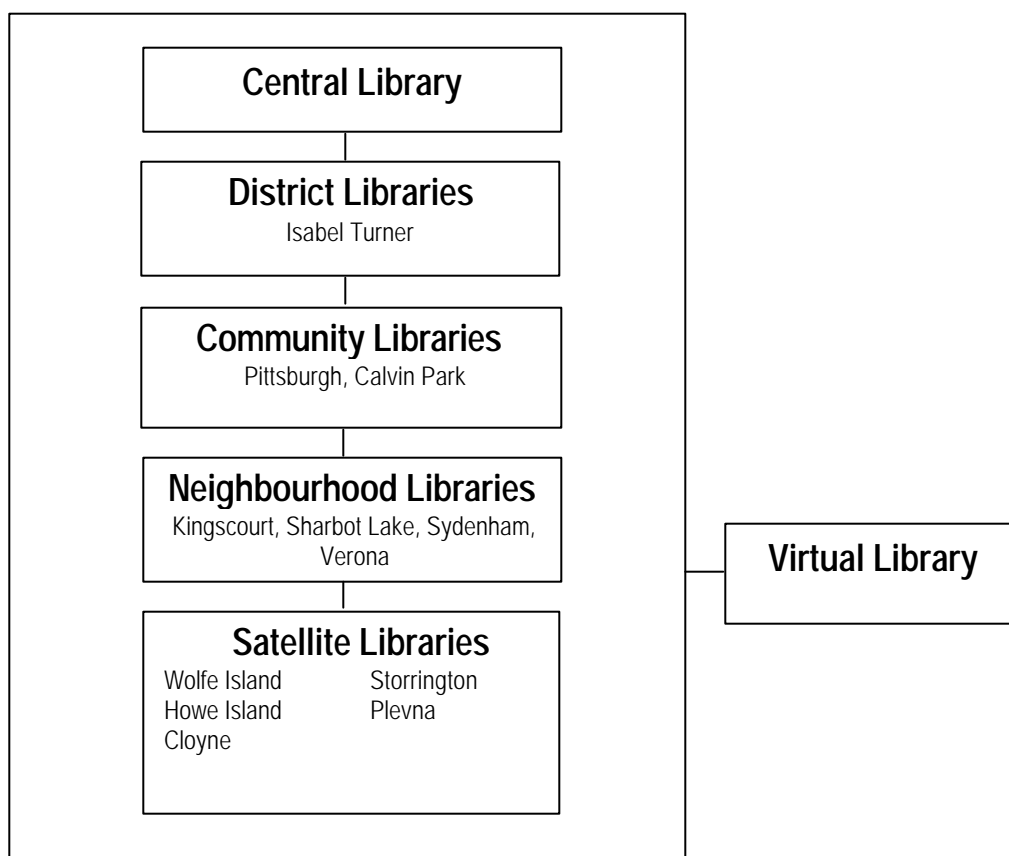 Central Library
District Libraries
Isabel Turner
Community Libraries
Pittsburgh, Calvin Park
Neighbourhood Libraries
Kingscourt, Sharbot Lake, Sydenham,
Verona
Virtual Library
Satellite Libraries
Wolfe Island Storrington
Howe Island Plevna
Cloyne